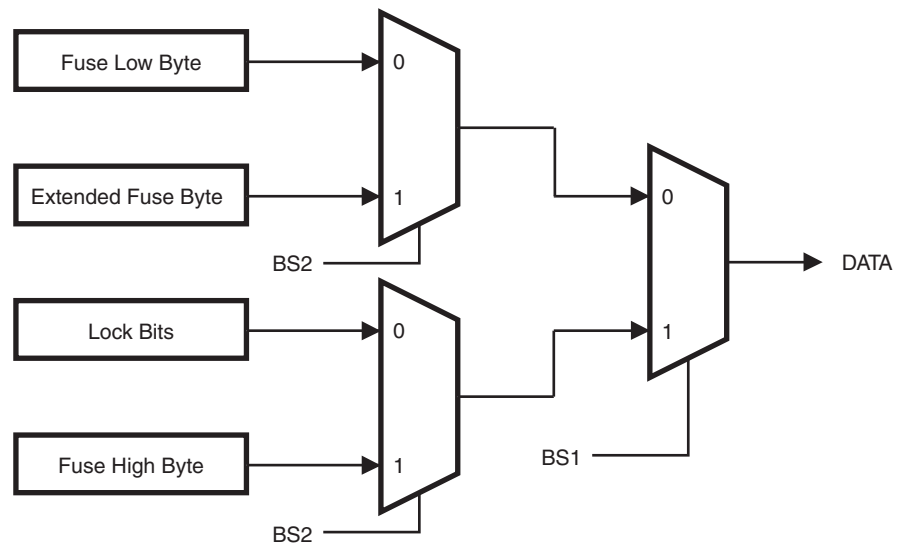 Fuse Low Byte
0
Extended Fuse Byte
1
BS2
0
DATA
Lock Bits
0
1
Fuse High Byte
1
BS1
BS2